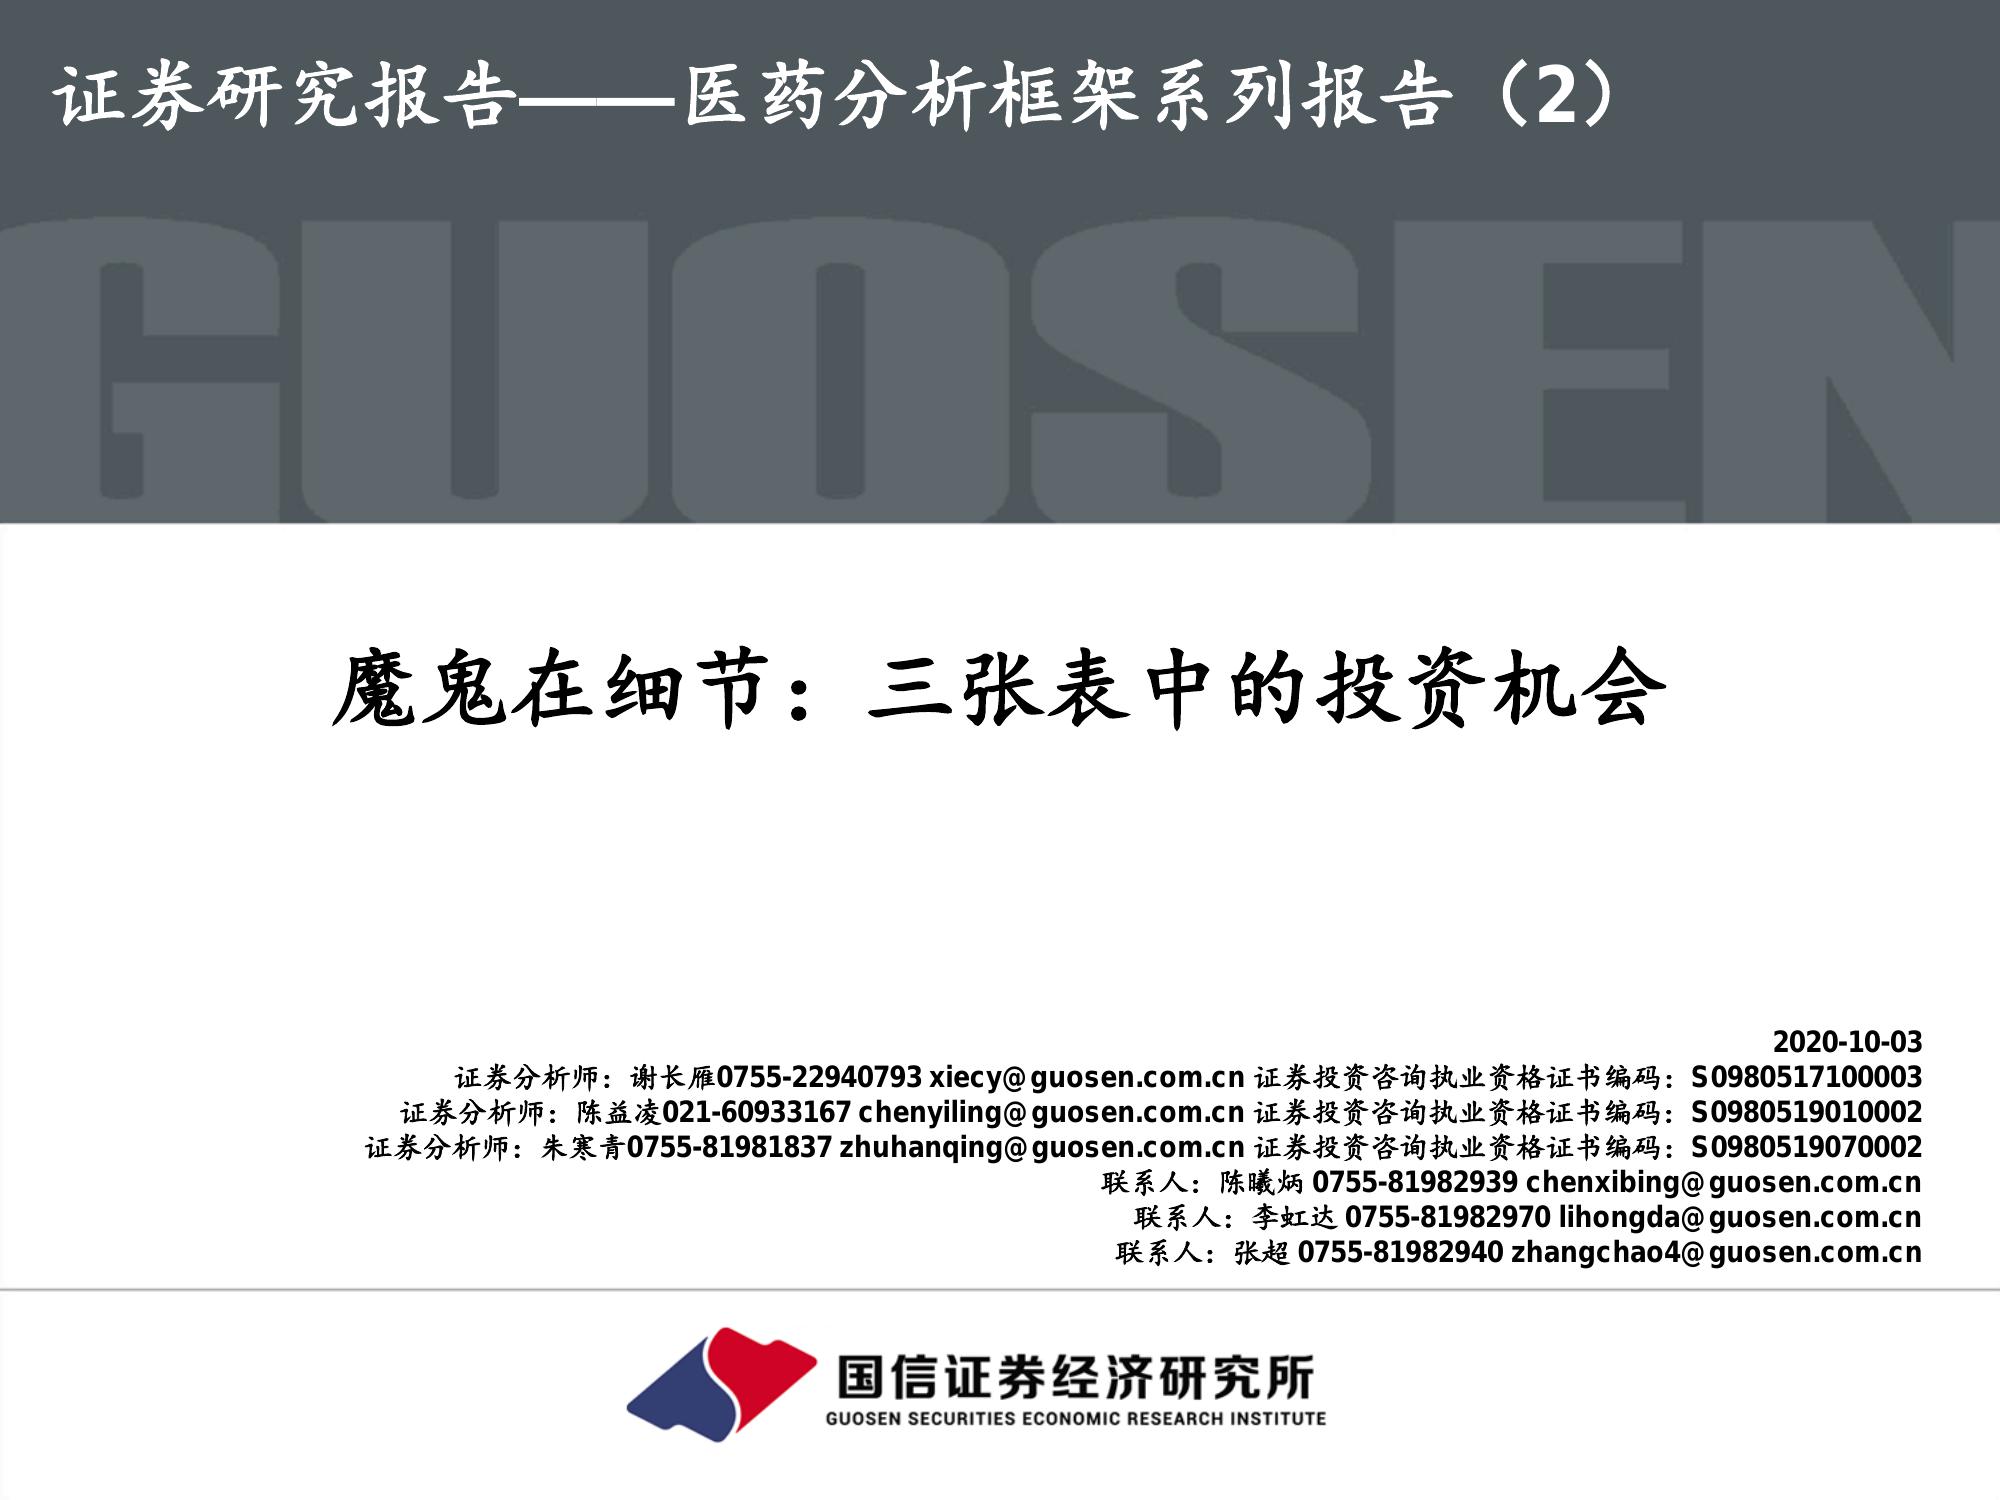 证券研究报告——医药分析框架系列报告（2）
GUOSEN
魔鬼在细节：三张表中的投资机会
2020-10-03
证券分析师：谢长雁0755-22940793 xiecy@guosen.com.cn 证券投资咨询执业资格证书编码：S0980517100003
证券分析师：陈益凌021-60933167 chenyiling@guosen.com.cn 证券投资咨询执业资格证书编码：S0980519010002
证券分析师：朱寒青0755-81981837 zhuhanqing@guosen.com.cn 证券投资咨询执业资格证书编码：S0980519070002
联系人：陈曦炳 0755-81982939 chenxibing@guosen.com.cn
联系人：李虹达 0755-81982970 lihongda@guosen.com.cn
联系人：张超 0755-81982940 zhangchao4@guosen.com.cn
国信证券经济研究所
GUOSEN SECURITIES ECONOMIC RESEARCH INSTITUTE